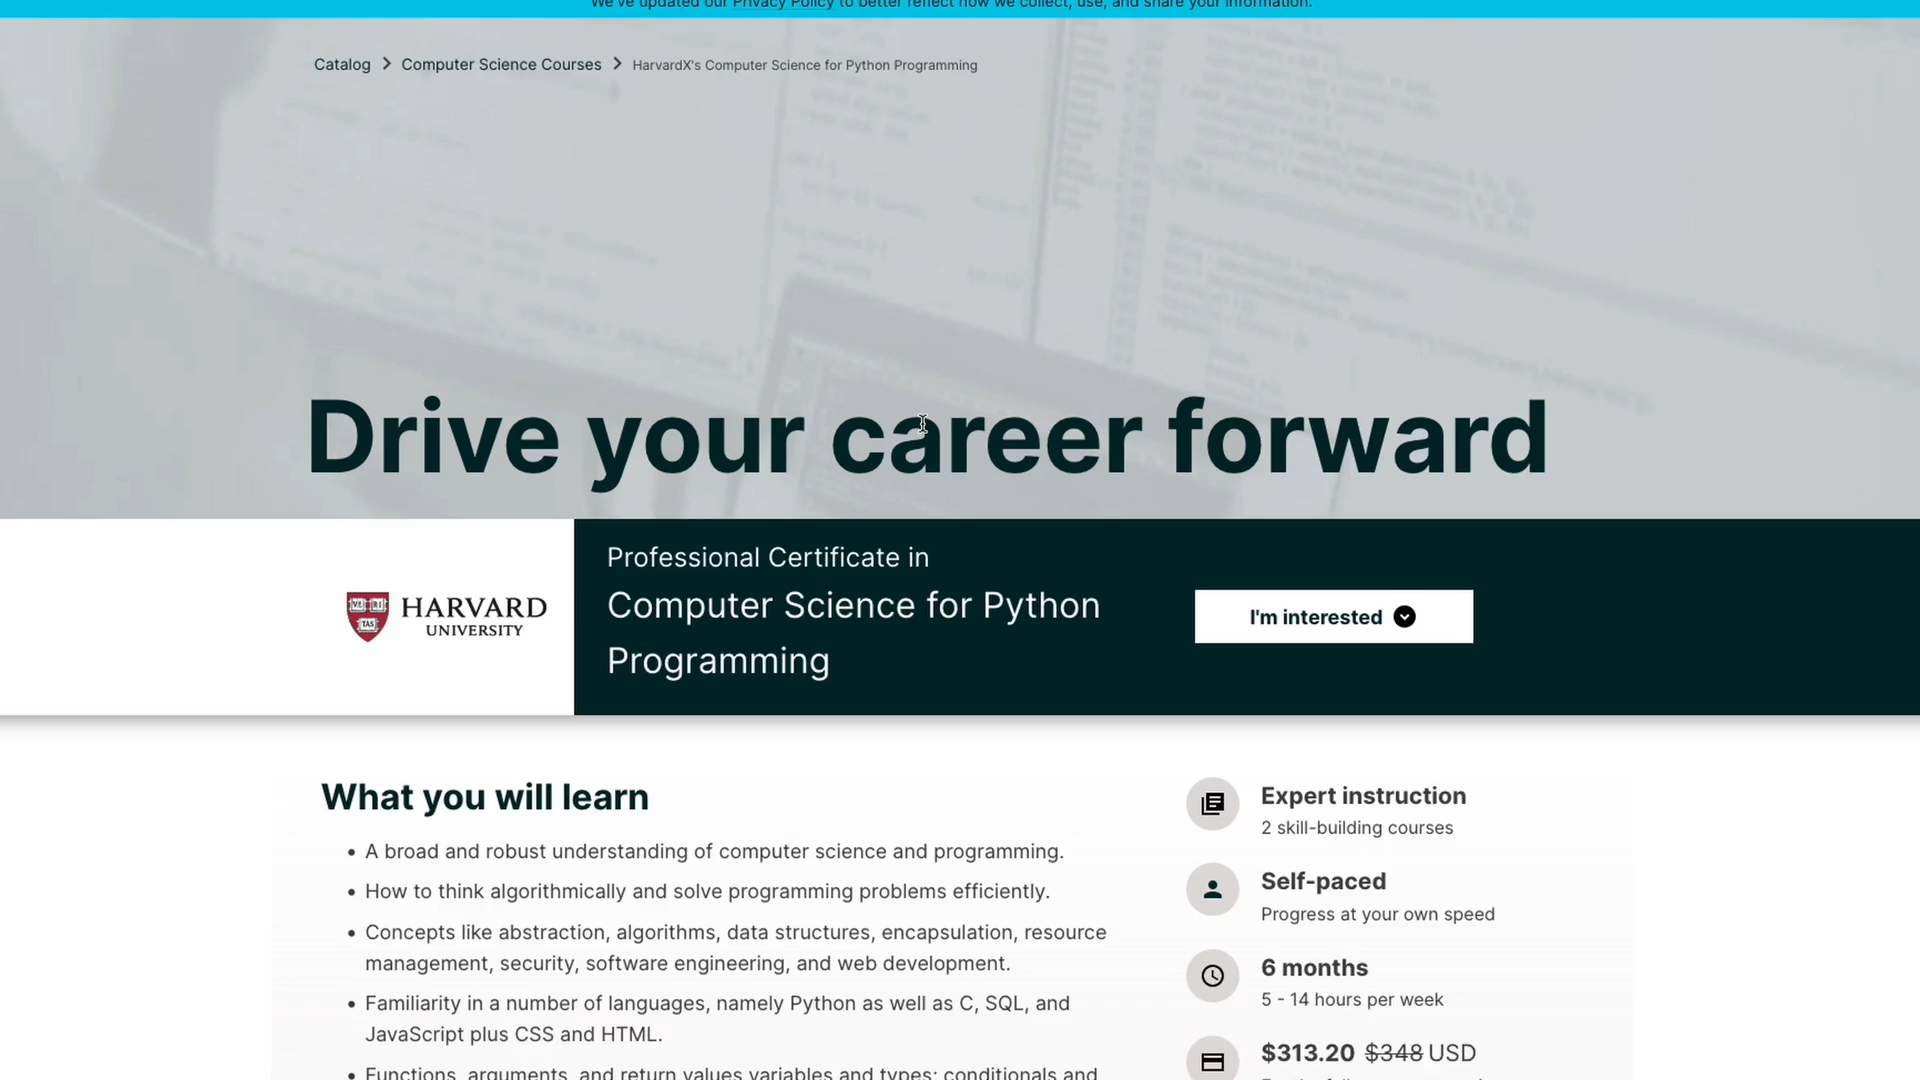 We've updated our Privacy Policy to better reflect how we collect, use, and share your information.
Catalog > Computer Science Courses > HarvardX's Computer Science for Python Programming
Drive your career forward
VE RI
TAS
HARVARD
UNIVERSITY
Professional Certificate in
Computer Science for Python
Programming
I'm interested
What you will learn
• A broad and robust understanding of computer science and programming.
• How to think algorithmically and solve programming problems efficiently.
• Concepts like abstraction, algorithms, data structures, encapsulation, resource
management, security, software engineering, and web development.
• Familiarity in a number of languages, namely Python as well as C, SQL, and
JavaScript plus CSS and HTML.
• Functions, arguments, and return values variables and types; conditionals and
Expert instruction
2 skill-building courses
Self-paced
Progress at your own speed
6 months
5 - 14 hours per week
$313.20 $348 USD